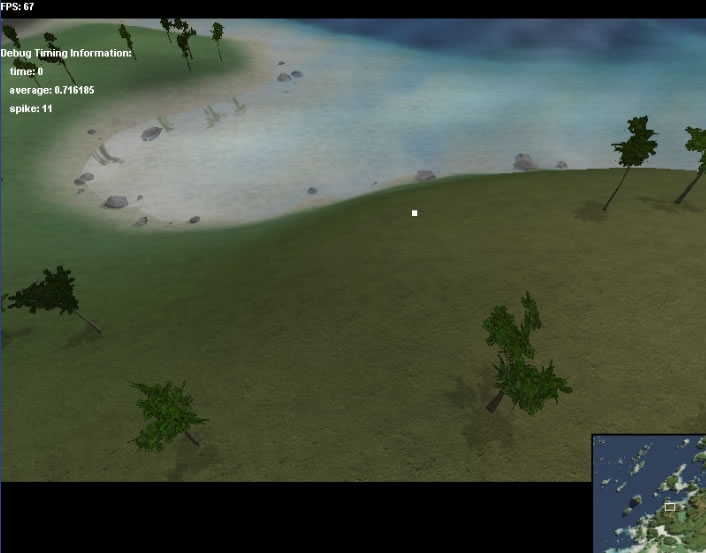 FPS: 67
Debug Timing Information:
time: 0
average: 0.716185
spike: 11